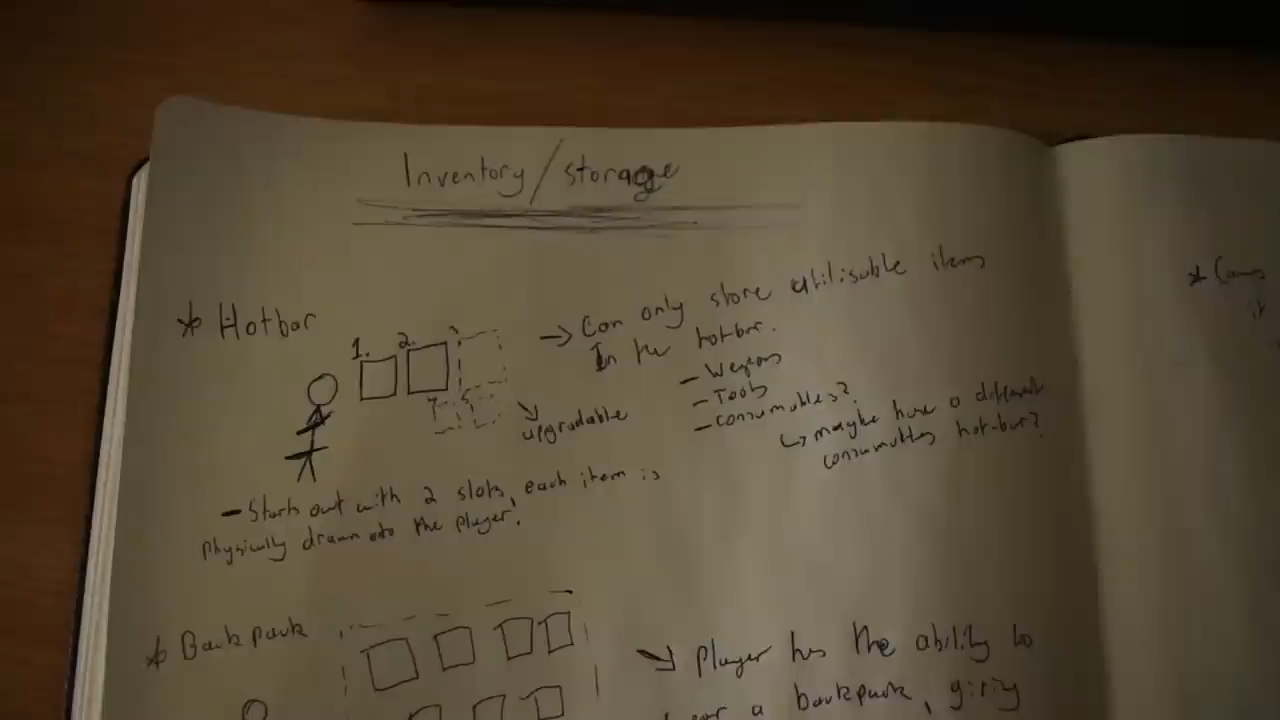 Inventory/storage
* Hotbar
1. 2. 3.
→ Can only store utilisable items
In the hotbar.
- Weapons
- Tools
- consumables?
↳ maybe have a different
consumables hot-bar?
upgradable
- Starts out with 2 slots, each item is
physically drawn onto the player.
* Backpack
player has the ability to
a backpack, giving
*